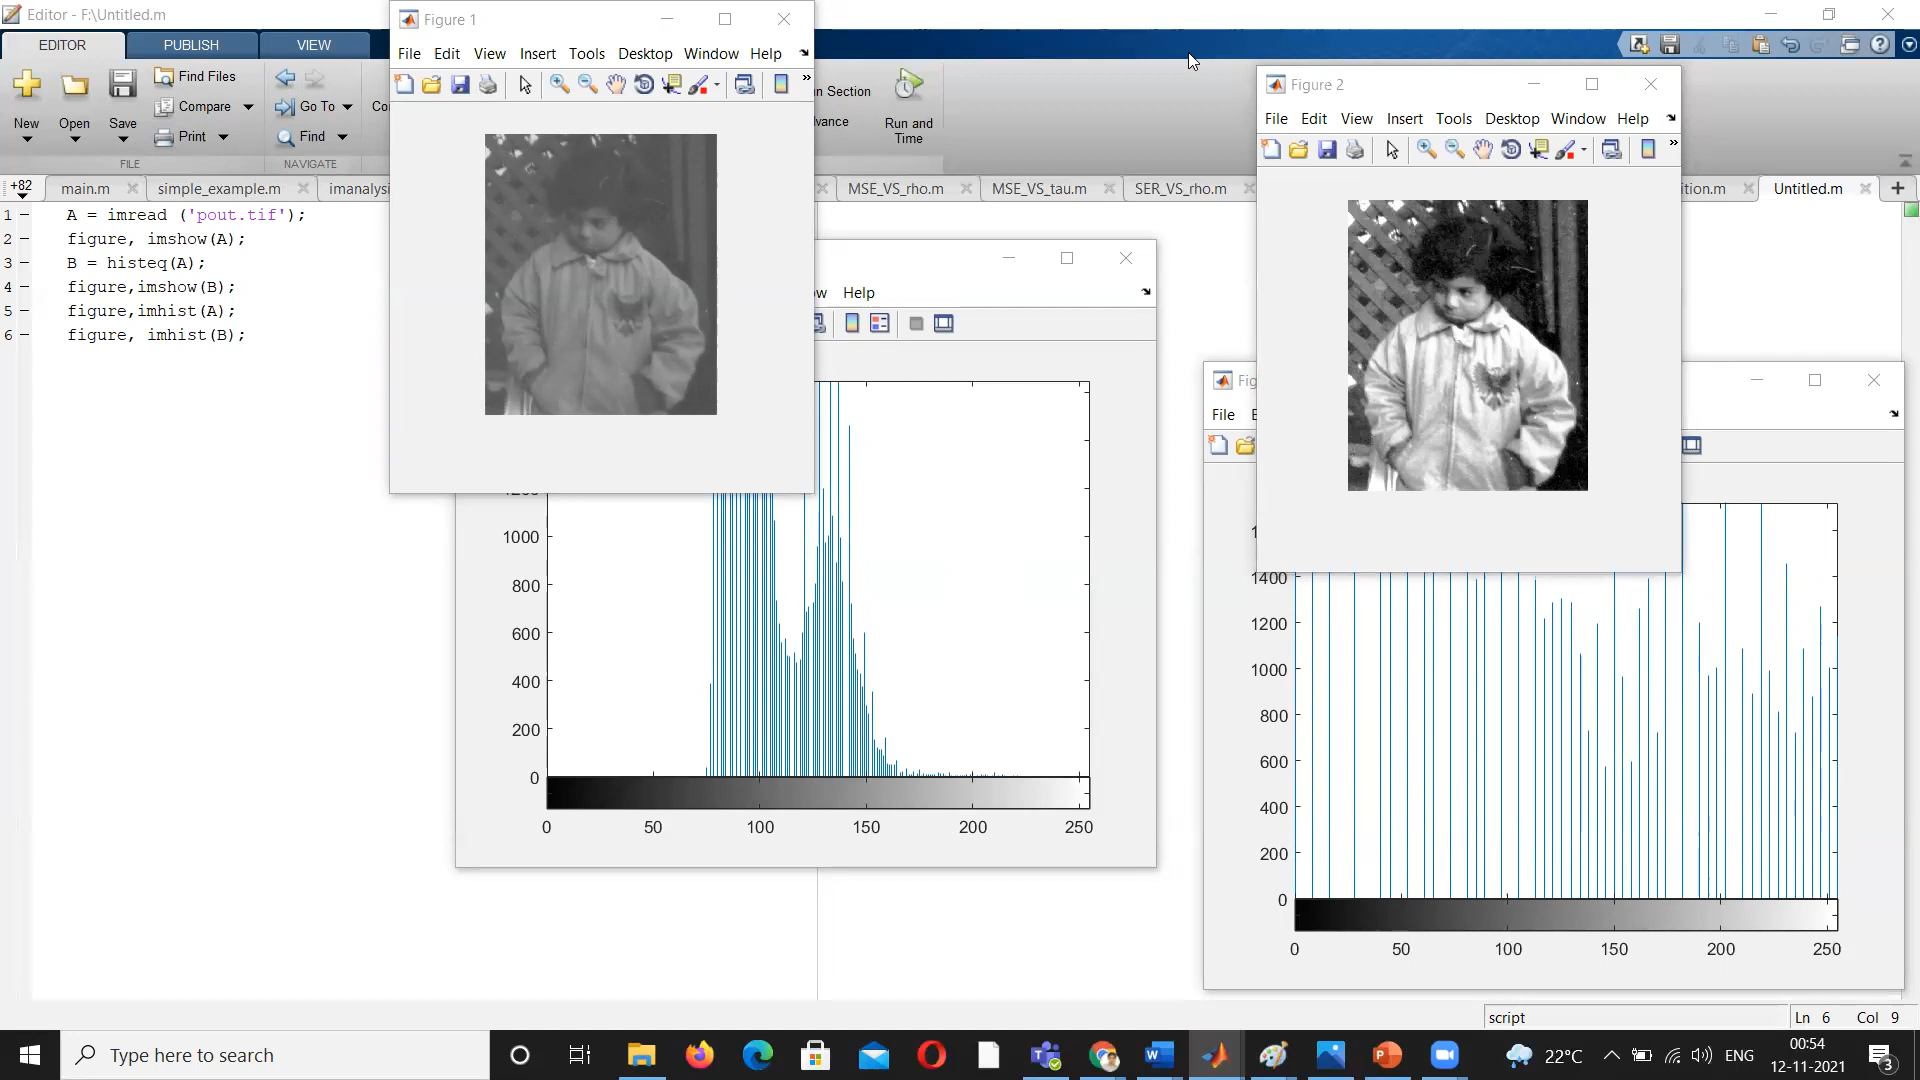 Editor - F:\Untitled.m
EDITOR PUBLISH VIEW
New Open Save
Find Files
Compare
Print
FILE
Go To
Find
NAVIGATE
Run and
Time
+82 main.m simple_example.m MSE_VS_rho.m MSE_VS_tau.m SER_VS_rho.m Untitled.m
1 A = imread ('pout.tif');
2 figure, imshow(A);
3 B = histeq(A);
4 figure,imshow(B);
5 figure,imhist(A);
6 figure, imhist(B);
Figure 1
File Edit View Insert Tools Desktop Window Help
Figure 2
File Edit View Insert Tools Desktop Window Help
Help
1000
800
600
400
200
0
0 50 100 150 200 250
File
1400
1200
1000
800
600
400
200
0
0 50 100 150 200 250
script Ln 6 Col 9
Type here to search
22°C ENG
00:54
12-11-2021
3